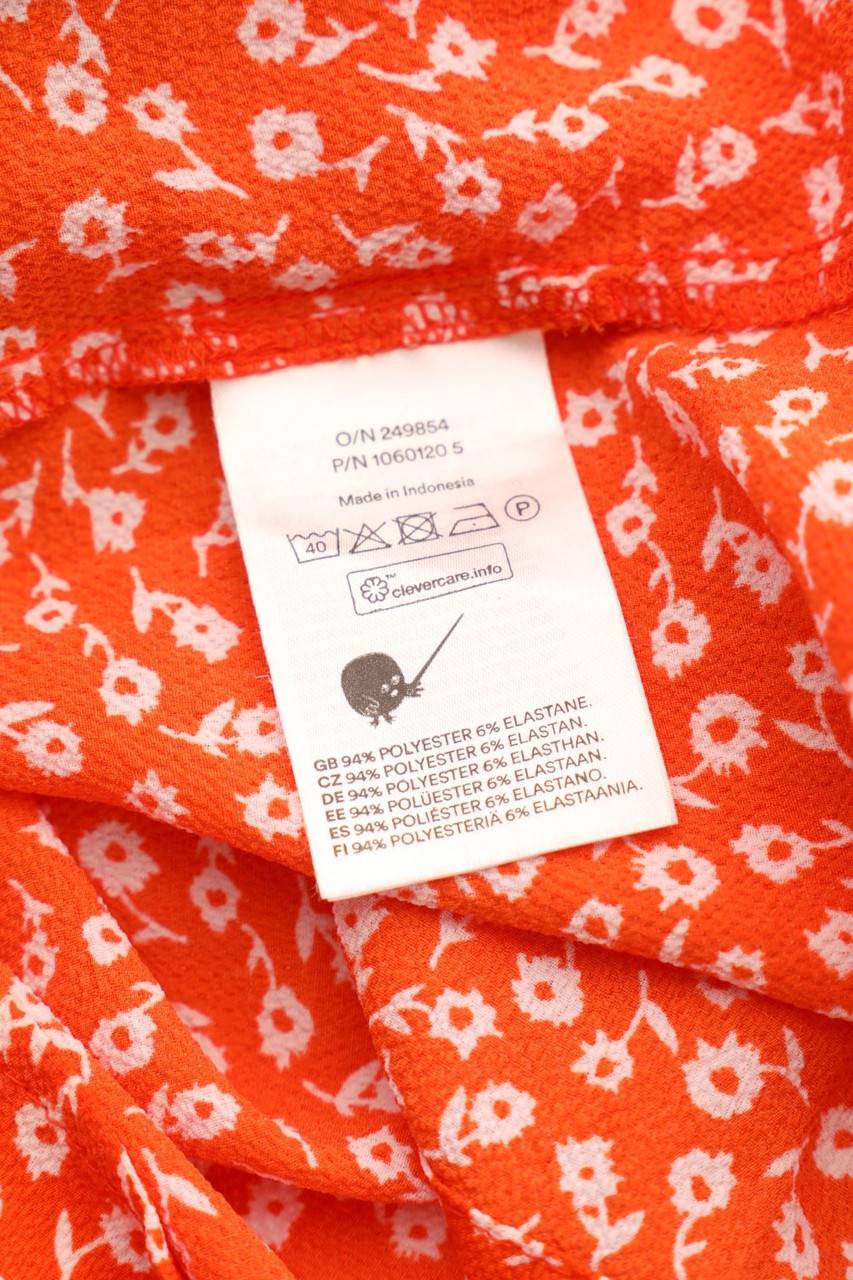 O/N 249854
P/N 1060120 5
Made in Indonesia
40 P
™ clevercare.info
GB 94% POLYESTER 6% ELASTANE.
CZ 94% POLYESTER 6% ELASTAN.
DE 94% POLYESTER 6% ELASTHAN.
EE 94% POLÜESTER 6% ELASTAAN.
ES 94% POLIÉSTER 6% ELASTANO.
FI 94% POLYESTERIÄ 6% ELASTAANIA.